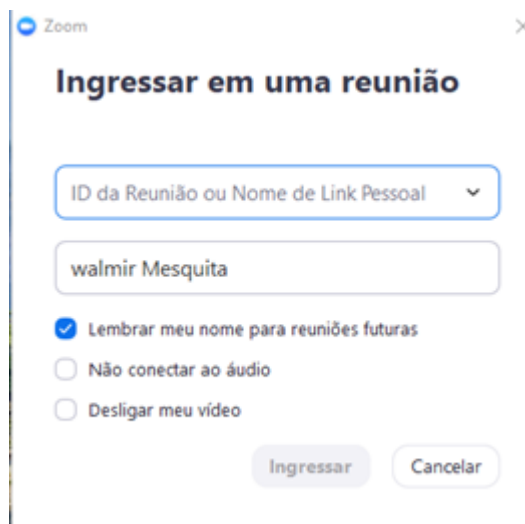 Zoom
Ingressar em uma reunião
ID da Reunião ou Nome de Link Pessoal
walmir Mesquita
Lembrar meu nome para reuniões futuras
Não conectar ao áudio
Desligar meu vídeo
Ingressar Cancelar